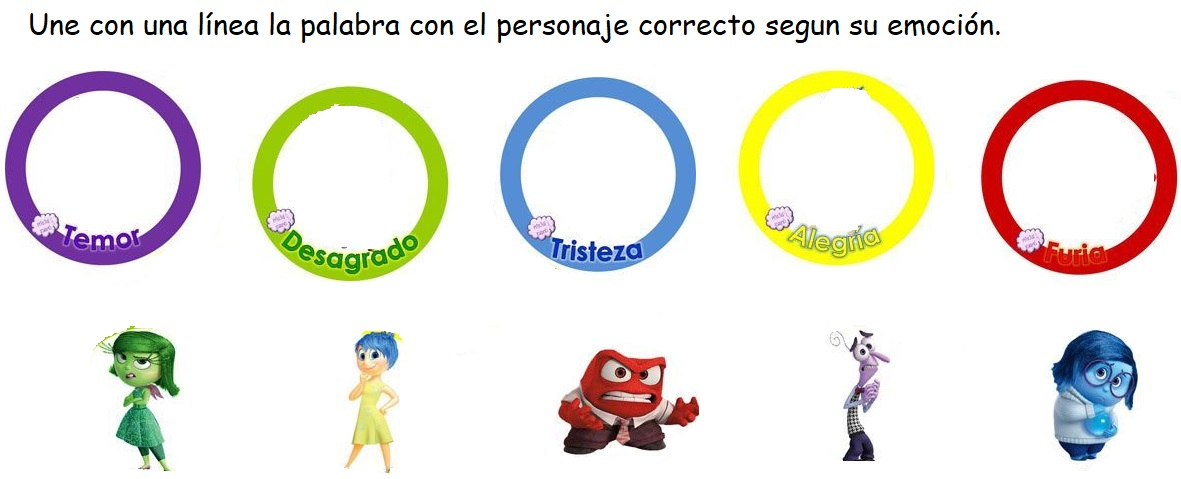 Une con una línea la palabra con el personaje correcto segun su emoción.
Temor
Desagrado
Tristeza
Alegría
Furia